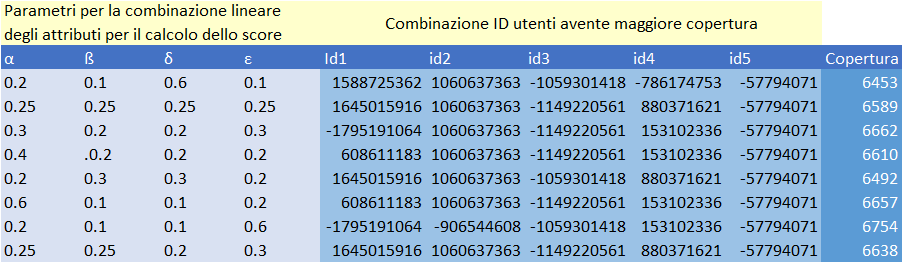 Parametri per la combinazione lineare
degli attributi per il calcolo dello score
Combinazione ID utenti avente maggiore copertura
α ß δ ε Id1 id2 id3 id4 id5 Copertura
0.2 0.1 0.6 0.1 1588725362 1060637363 -1059301418 -786174753 -57794071 6453
0.25 0.25 0.25 0.25 1645015916 1060637363 -1149220561 880371621 -57794071 6589
0.3 0.2 0.2 0.3 -1795191064 1060637363 -1149220561 153102336 -57794071 6662
0.4 .0.2 0.2 0.2 608611183 1060637363 -1149220561 153102336 -57794071 6610
0.2 0.3 0.3 0.2 1645015916 1060637363 -1059301418 880371621 -57794071 6492
0.6 0.1 0.1 0.2 608611183 1060637363 -1149220561 153102336 -57794071 6657
0.2 0.1 0.1 0.6 -1795191064 -906544608 -1059301418 153102336 -57794071 6754
0.25 0.25 0.2 0.3 1645015916 1060637363 -1149220561 880371621 -57794071 6638